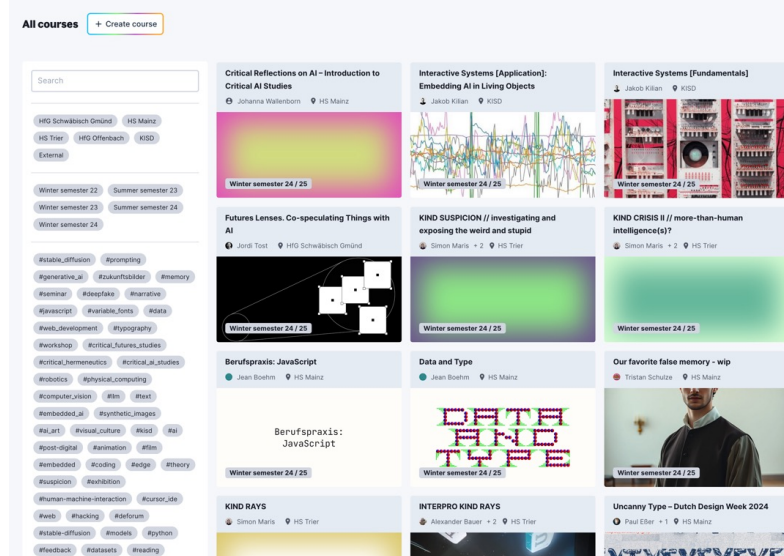 All courses
+ Create course
Search
HfG Schwäbisch Gmünd HS Mainz
HS Trier HfG Offenbach KISD
External
Winter semester 22 Summer semester 23
Winter semester 23 Summer semester 24
Winter semester 24
#stable_diffusion #prompting
#generative_ai #zukunftsbilder #memory
#seminar #deepfake #narrative
#javascript #variable_fonts #data
#web_development #typography
#workshop #critical_futures_studies
#critical_hermeneutics #critical_ai_studies
#robotics #physical_computing
#computer_vision #llm #text
#embedded_ai #synthetic_images
#ai_art #visual_culture #kisd #ai
#post-digital #animation #film
#embedded #coding #edge #theory
#suspicion #exhibition
#human-machine-interaction #cursor_ide
#web #hacking #deforum
#stable-diffusion #models #python
#feedback #datasets #reading
Critical Reflections on AI – Introduction to
Critical AI Studies
Johanna Wallenborn HS Mainz
Winter semester 24 / 25
Interactive Systems [Application]:
Embedding AI in Living Objects
Jakob Kilian KISD
Winter semester 24 / 25
Interactive Systems [Fundamentals]
Jakob Kilian KISD
Winter semester 24 / 25
Futures Lenses. Co-speculating Things with
AI
Jordi Tost HfG Schwäbisch Gmünd
Winter semester 24 / 25
KIND SUSPICION // investigating and
exposing the weird and stupid
Simon Maris + 2 HS Trier
Winter semester 24 / 25
KIND CRISIS II // more-than-human
intelligence(s)?
Simon Maris + 2 HS Trier
Winter semester 24 / 25
Berufspraxis: JavaScript
Jean Boehm HS Mainz
Berufspraxis:
JavaScript
Winter semester 24 / 25
Data and Type
Jean Boehm HS Mainz
DATA
AND
TYPE
Winter semester 24 / 25
Our favorite false memory - wip
Tristan Schulze HS Mainz
Winter semester 24 / 25
KIND RAYS
Simon Maris HS Trier
INTERPRO KIND RAYS
Alexander Bauer + 2 HS Trier
Uncanny Type – Dutch Design Week 2024
Paul Eßer + 1 HS Mainz